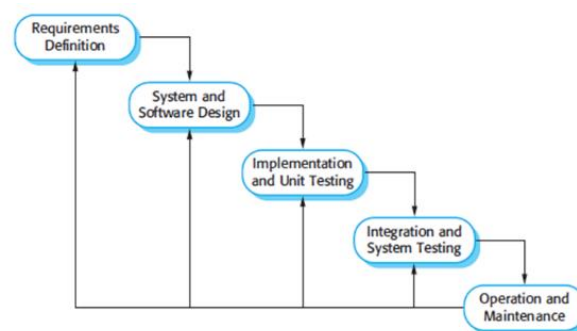 Requirements
Definition
System and
Software Design
Implementation
and Unit Testing
Integration and
System Testing
Operation and
Maintenance